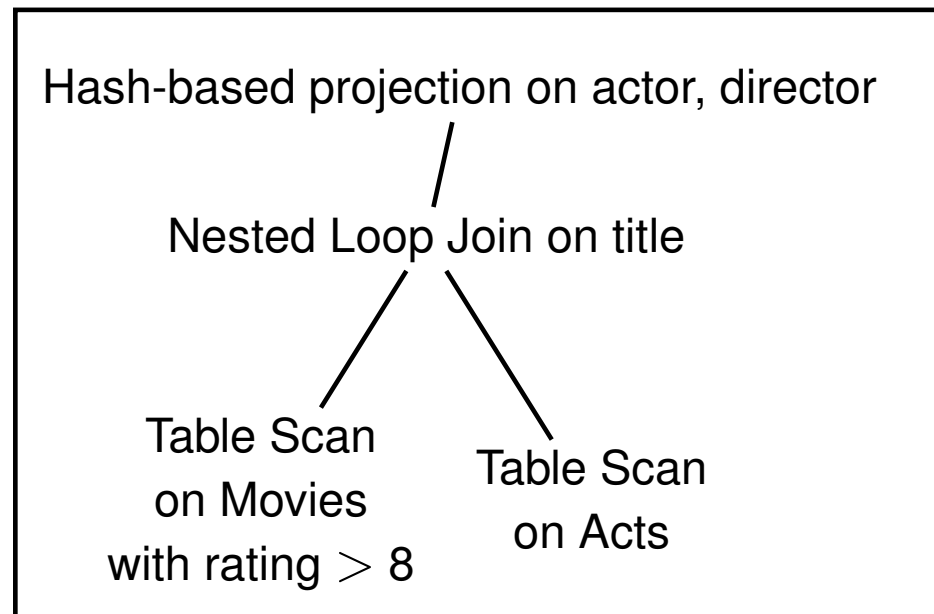 Hash-based projection on actor, director
Nested Loop Join on title
Table Scan
on Movies
with rating > 8
Table Scan
on Acts